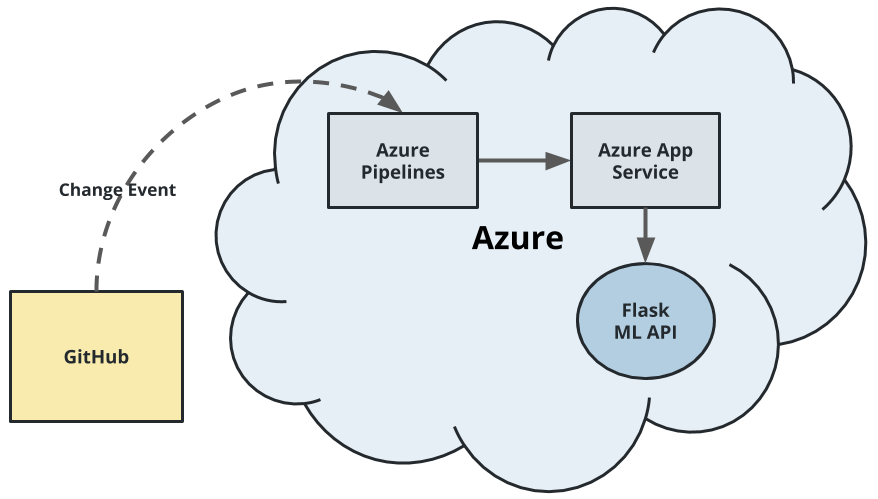 Azure
Pipelines
Azure App
Service
Change Event
Azure
Flask
ML API
GitHub